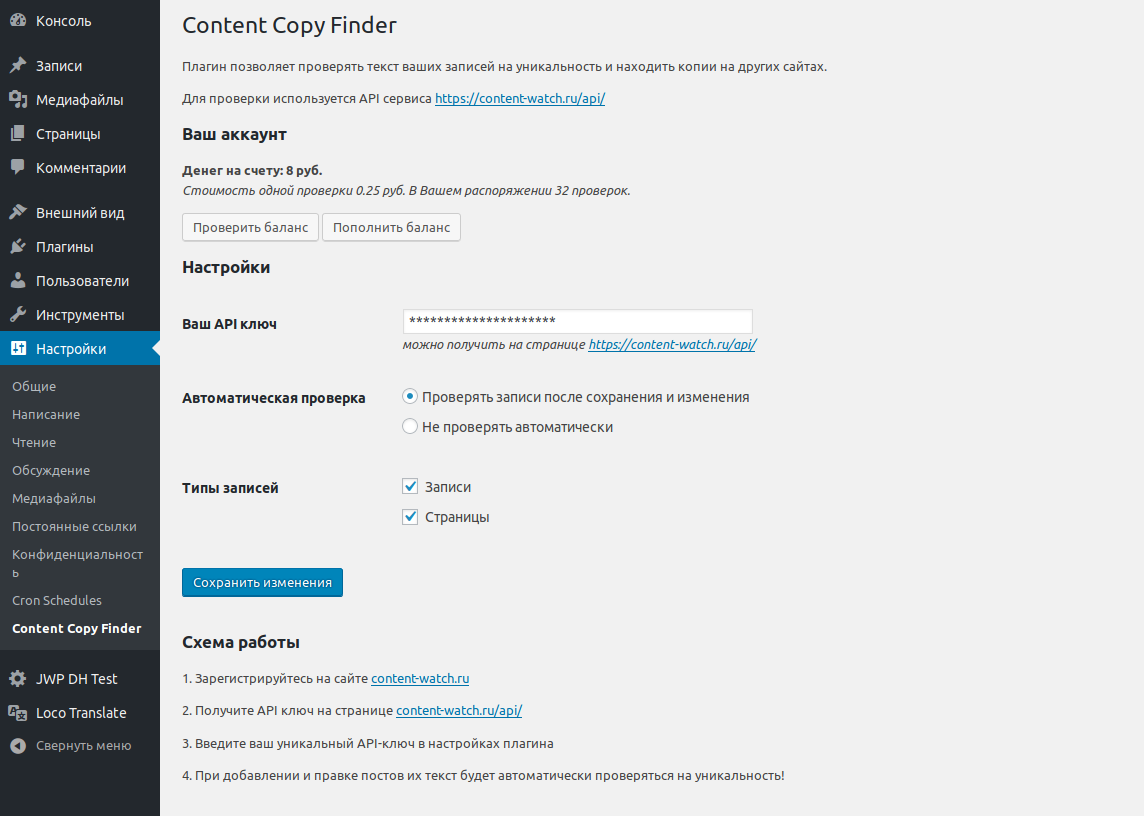 Консоль
Записи
Медиафайлы
Страницы
Комментарии
Внешний вид
Плагины
Пользователи
Инструменты
Настройки
Общие
Написание
Чтение
Обсуждение
Медиафайлы
Постоянные ссылки
Конфиденциальност
ь
Cron Schedules
Content Copy Finder
JWP DH Test
Loco Translate
Свернуть меню
Content Copy Finder
Плагин позволяет проверять текст ваших записей на уникальность и находить копии на других сайтах.
Для проверки используется API сервиса https://content-watch.ru/api/
Ваш аккаунт
Денег на счету: 8 руб.
Стоимость одной проверки 0.25 руб. В Вашем распоряжении 32 проверок.
Проверить баланс Пополнить баланс
Настройки
Ваш API ключ *********************
можно получить на странице https://content-watch.ru/api/
Автоматическая проверка Проверять записи после сохранения и изменения
Не проверять автоматически
Типы записей Записи
Страницы
Сохранить изменения
Схема работы
1. Зарегистрируйтесь на сайте content-watch.ru
2. Получите API ключ на странице content-watch.ru/api/
3. Введите ваш уникальный API-ключ в настройках плагина
4. При добавлении и правке постов их текст будет автоматически проверяться на уникальность!